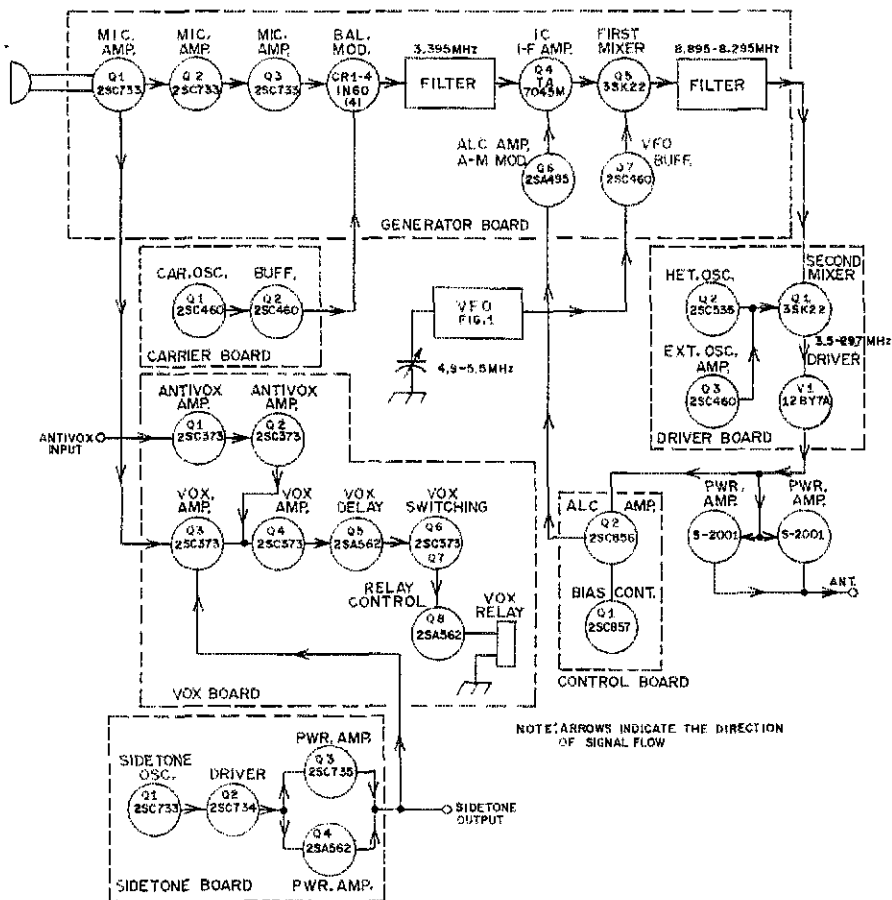 MIC. AMP.
Q1
2SC733
MIC. AMP.
Q2
2SC733
MIC. AMP.
Q3
2SC733
BAL. MOD.
CR1-4
1N60
(4)
3.395MHz
FILTER
IC
I-F AMP.
Q4
TA
7045M
FIRST
MIXER
Q5
3SK22
8.895-8.295MHz
FILTER
ALC AMP.
A-M MOD.
Q6
2SA495
VFO
BUFF.
Q7
2SC460
GENERATOR BOARD
CAR. OSC.
Q1
2SC460
BUFF.
Q2
2SC460
CARRIER BOARD
VFO
FIG.1
4.9-5.5MHz
HET. OSC.
Q2
2SC535
SECOND
MIXER
Q1
3SK22
3.5-29.7MHz
EXT. OSC.
AMP.
Q3
2SC460
DRIVER
V1
12BY7A
DRIVER BOARD
ANTIVOX
INPUT
ANTIVOX
AMP.
Q1
2SC373
ANTIVOX
AMP.
Q2
2SC373
VOX.
AMP.
Q3
2SC373
VOX AMP.
Q4
2SC373
VOX
DELAY
Q5
2SA562
VOX
SWITCHING
Q6
2SC373
Q7
RELAY
CONTROL
Q8
2SA562
VOX
RELAY
VOX BOARD
ALC AMP.
Q2
2SC856
BIAS CONT.
Q1
2SC857
CONTROL BOARD
PWR.
AMP.
S-2001
PWR.
AMP.
S-2001
ANT.
NOTE: ARROWS INDICATE THE DIRECTION
OF SIGNAL FLOW
SIDETONE
OSC.
Q1
2SC733
DRIVER
Q2
2SC734
PWR. AMP.
Q3
2SC735
Q4
2SA562
PWR. AMP.
SIDETONE
OUTPUT
SIDETONE BOARD